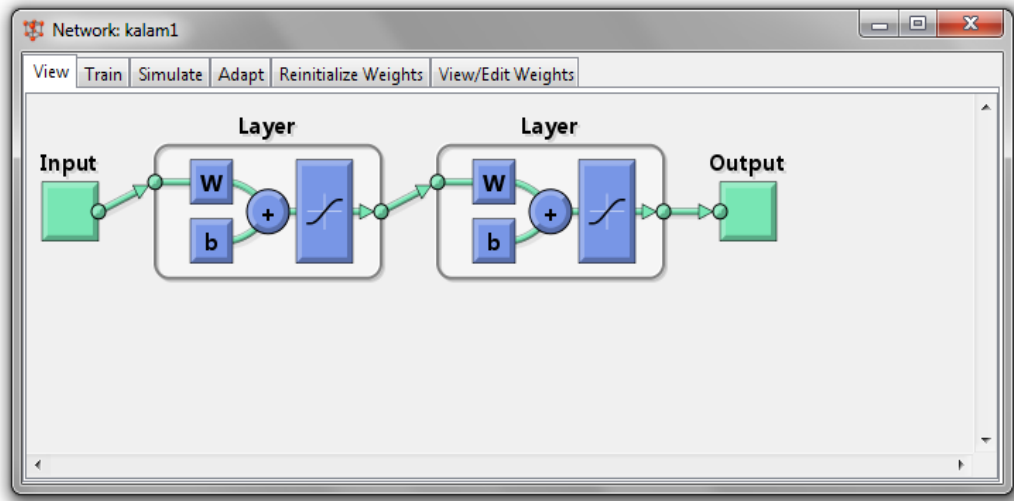 Network: kalam1
View Train Simulate Adapt Reinitialize Weights View/Edit Weights
Layer Layer
Input Output
W W
+ +
b b